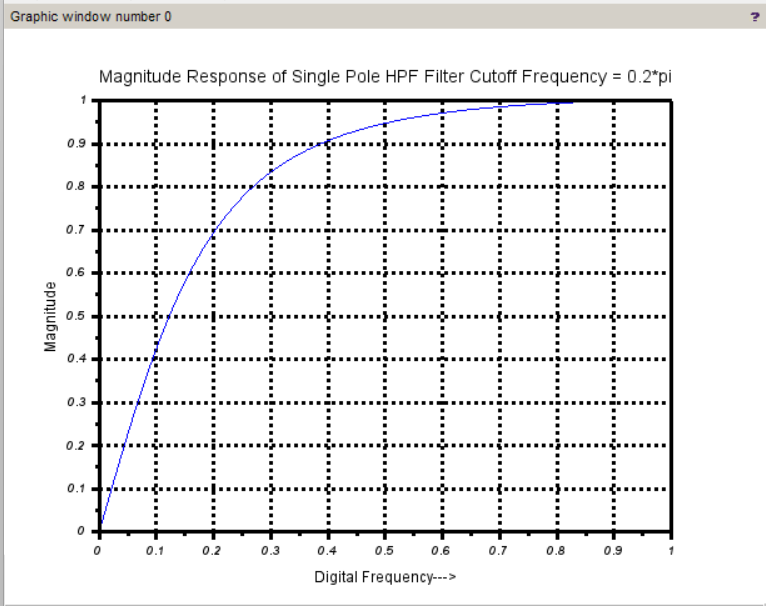 Graphic window number 0
?
Magnitude Response of Single Pole HPF Filter Cutoff Frequency = 0.2*pi
1
0.9
0.8
0.7
0.6
0.5
0.4
0.3
0.2
0.1
0
Magnitude
0 0.1 0.2 0.3 0.4 0.5 0.6 0.7 0.8 0.9 1
Digital Frequency--->